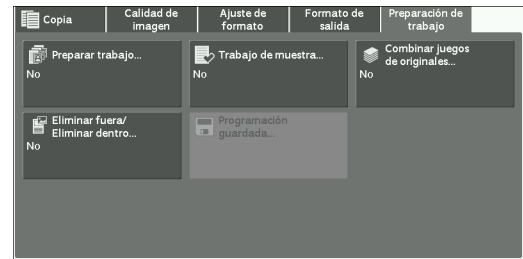 Copia
Calidad de
imagen
Ajuste de
formato
Formato de
salida
Preparación de
trabajo
Preparar trabajo...
No
Trabajo de muestra...
No
Combinar juegos
de originales...
No
Eliminar fuera/
Eliminar dentro...
No
Programación
guardada...